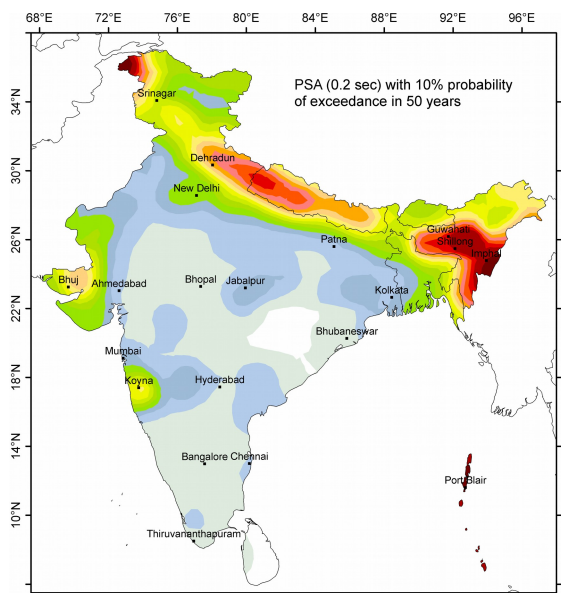 68°E 72°E 76°E 80°E 84°E 88°E 92°E 96°E
PSA (0.2 sec) with 10% probability
of exceedance in 50 years
34°N
Srinagar
Dehradun
30°N
New Delhi
Guwahati
26°N
Patna
Shillong
Imphal
Bhuj
Ahmedabad
Bhopal
Jabalpur
Kolkata
22°N
Bhubaneswar
Mumbai
18°N
Koyna
Hyderabad
14°N
Bangalore
Chennai
Port Blair
10°N
Thiruvananthapuram